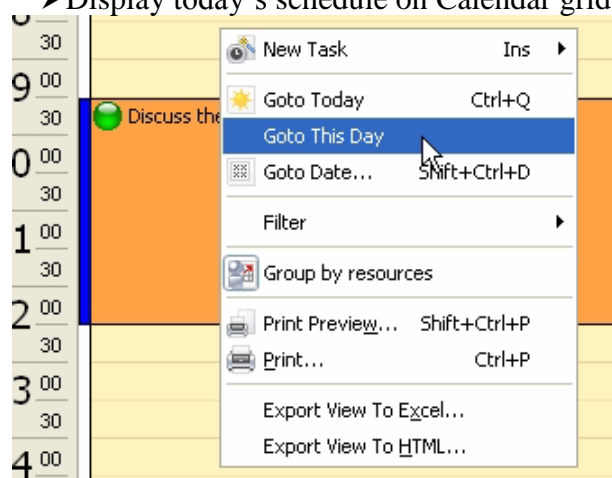 ➤Display today's schedule on Calendar grid
30
9 00
30
0 00
30
1 00
30
2 00
30
3 00
30
4 00
Discuss the
New Task Ins
Goto Today Ctrl+Q
Goto This Day
Goto Date... Shift+Ctrl+D
Filter
Group by resources
Print Preview... Shift+Ctrl+P
Print... Ctrl+P
Export View To Excel...
Export View To HTML...